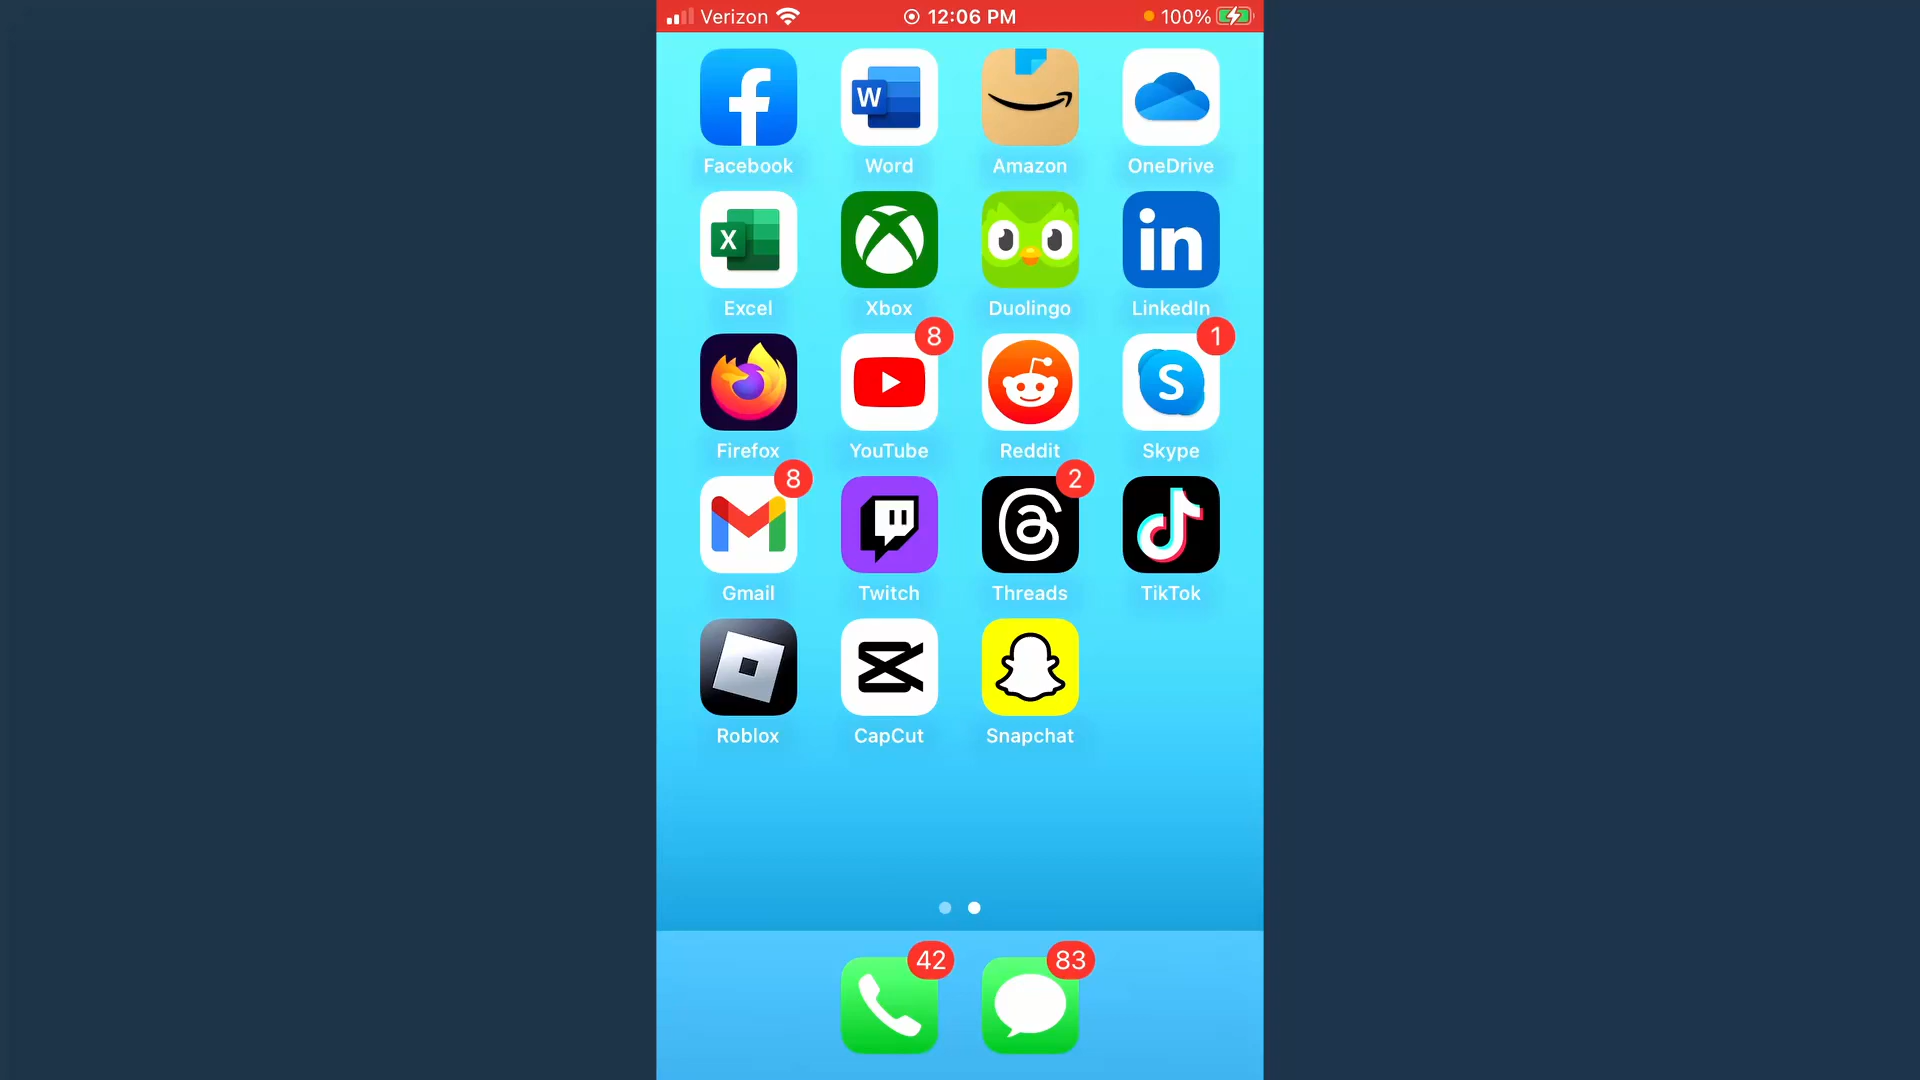 Verizon 12:06 PM 100%
Facebook Word Amazon OneDrive
Excel Xbox Duolingo LinkedIn
8 1
Firefox YouTube Reddit Skype
8 2
Gmail Twitch Threads TikTok
Roblox CapCut Snapchat
42 83